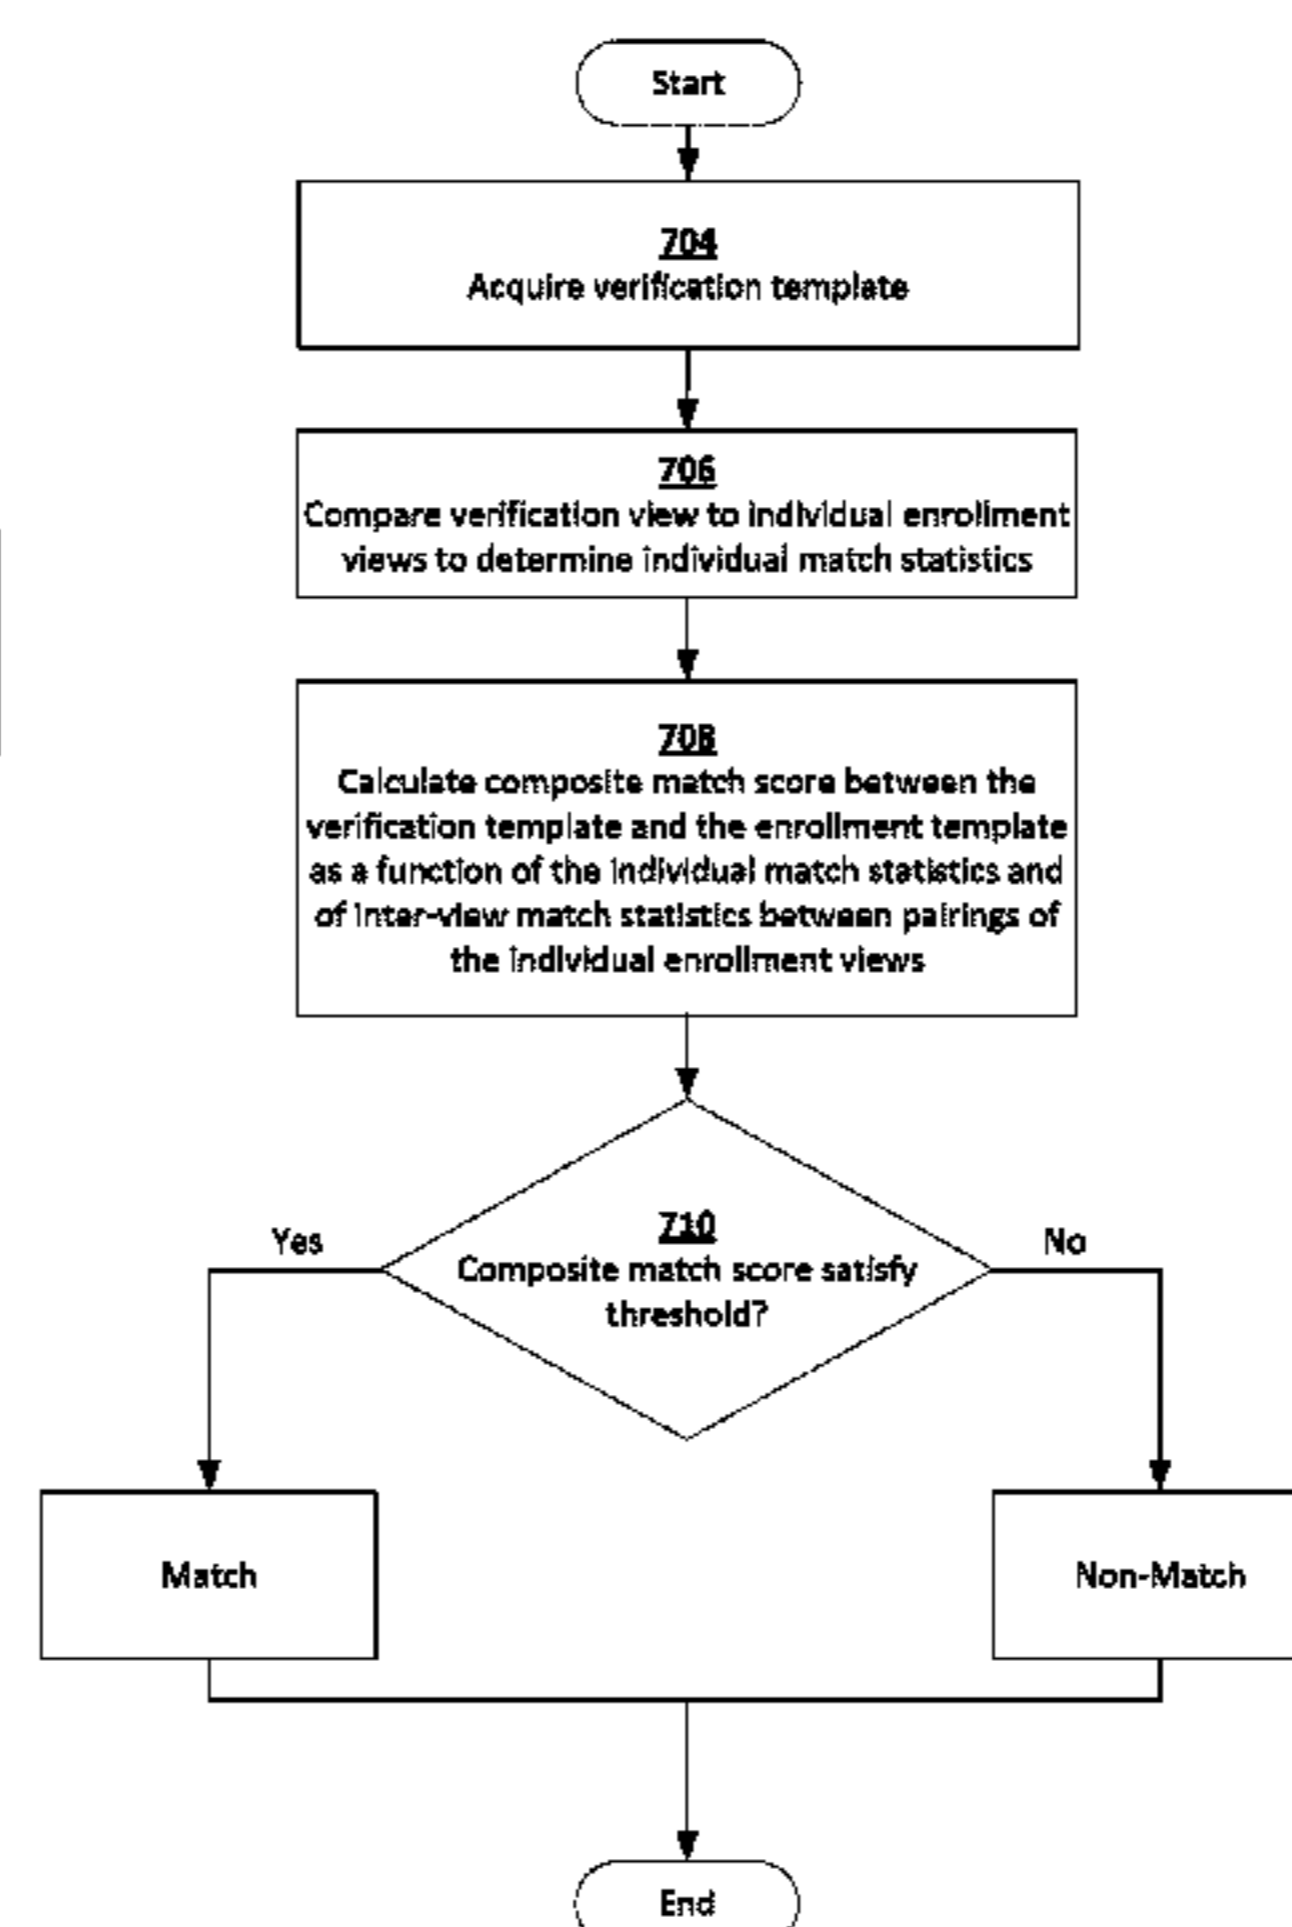 Start
704
Acquire verification template
706
Compare verification view to individual enrollment
views to determine individual match statistics
708
Calculate composite match score between the
verification template and the enrollment template
as a function of the individual match statistics and
of inter-view match statistics between pairings of
the individual enrollment views
710
Composite match score satisfy
threshold?
Yes
No
Match
Non-Match
End